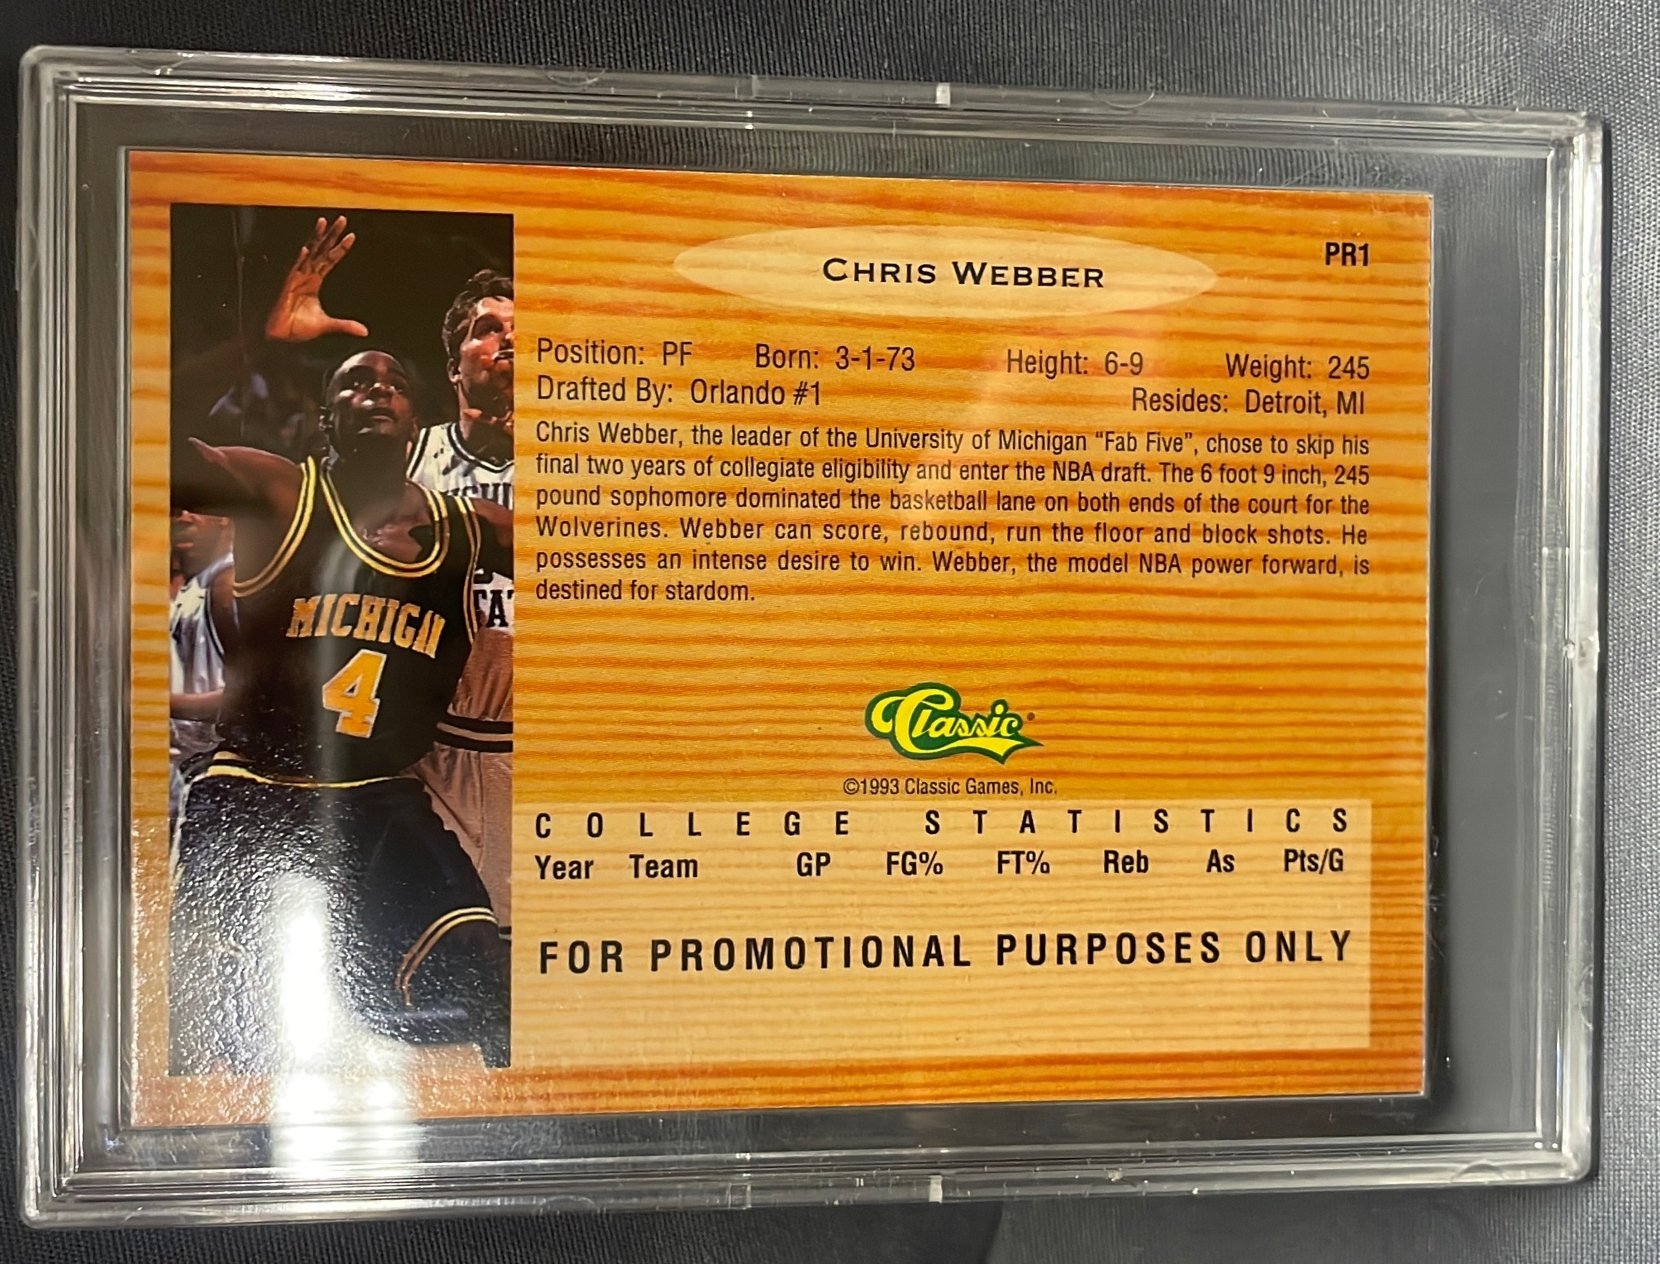 CHRIS WEBBER
PR1
Position: PF Born: 3-1-73 Height: 6-9 Weight: 245
Drafted By: Orlando #1 Resides: Detroit, MI
Chris Webber, the leader of the University of Michigan “Fab Five”, chose to skip his
final two years of collegiate eligibility and enter the NBA draft. The 6 foot 9 inch, 245
pound sophomore dominated the basketball lane on both ends of the court for the
Wolverines. Webber can score, rebound, run the floor and block shots. He
possesses an intense desire to win. Webber, the model NBA power forward, is
destined for stardom.
MICHIGAN
4
Classic
©1993 Classic Games, Inc.
COLLEGE STATISTICS
Year Team GP FG% FT% Reb As Pts/G
FOR PROMOTIONAL PURPOSES ONLY